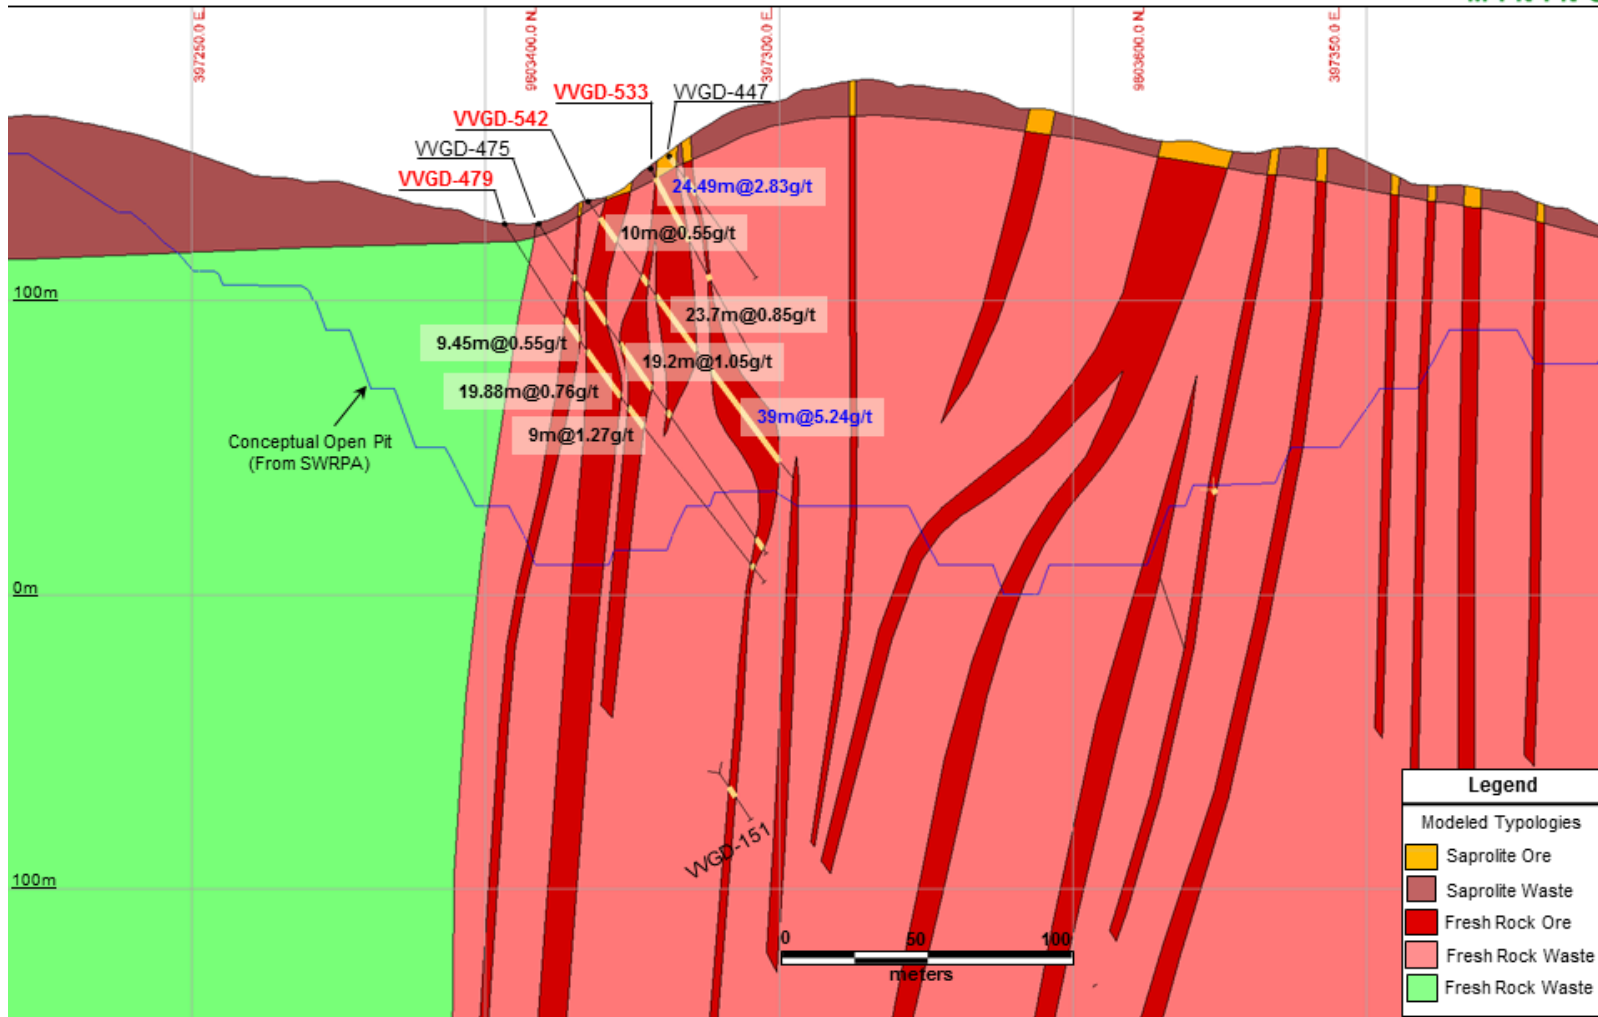 397250.0 E
9803400.0 N
397300.0 E
9803600.0 N
397350.0 E
VVGD-533
VVGD-447
VVGD-542
VVGD-475
VVGD-479
24.49m@2.83g/t
10m@0.55g/t
100m
23.7m@0.85g/t
9.45m@0.55g/t
19.2m@1.05g/t
19.88m@0.76g/t
39m@5.24g/t
9m@1.27g/t
Conceptual Open Pit
(From SWRPA)
0m
VVGD-151
100m
0 50 100
meters
Legend
Modeled Typologies
Saprolite Ore
Saprolite Waste
Fresh Rock Ore
Fresh Rock Waste
Fresh Rock Waste